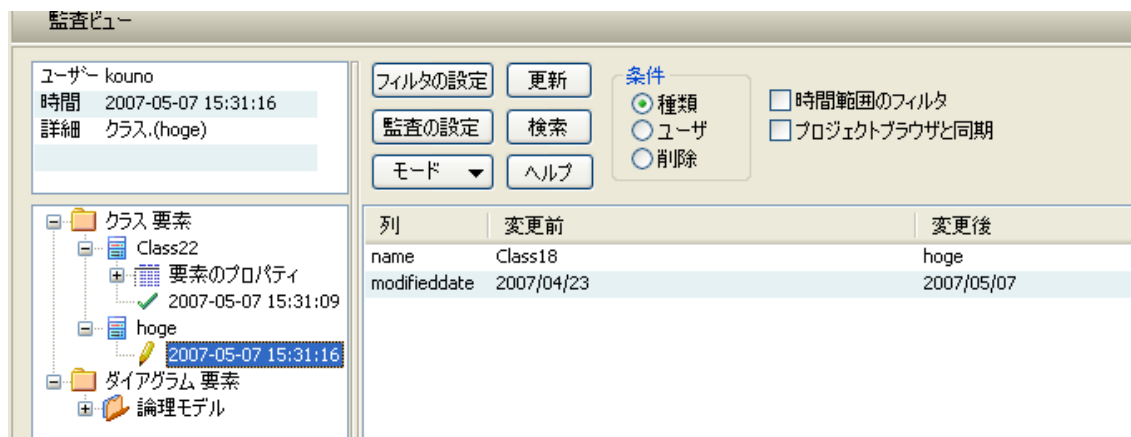 監査ビュー
ユーザー kouno
時間 2007-05-07 15:31:16
詳細 クラス.(hoge)
フィルタの設定 更新
監査の設定 検索
モード ヘルプ
条件
種類
ユーザ
削除
時間範囲のフィルタ
プロジェクトブラウザと同期
クラス 要素
Class22
要素のプロパティ
2007-05-07 15:31:09
hoge
2007-05-07 15:31:16
ダイアグラム 要素
論理モデル
列 変更前 変更後
name Class18 hoge
modifieddate 2007/04/23 2007/05/07